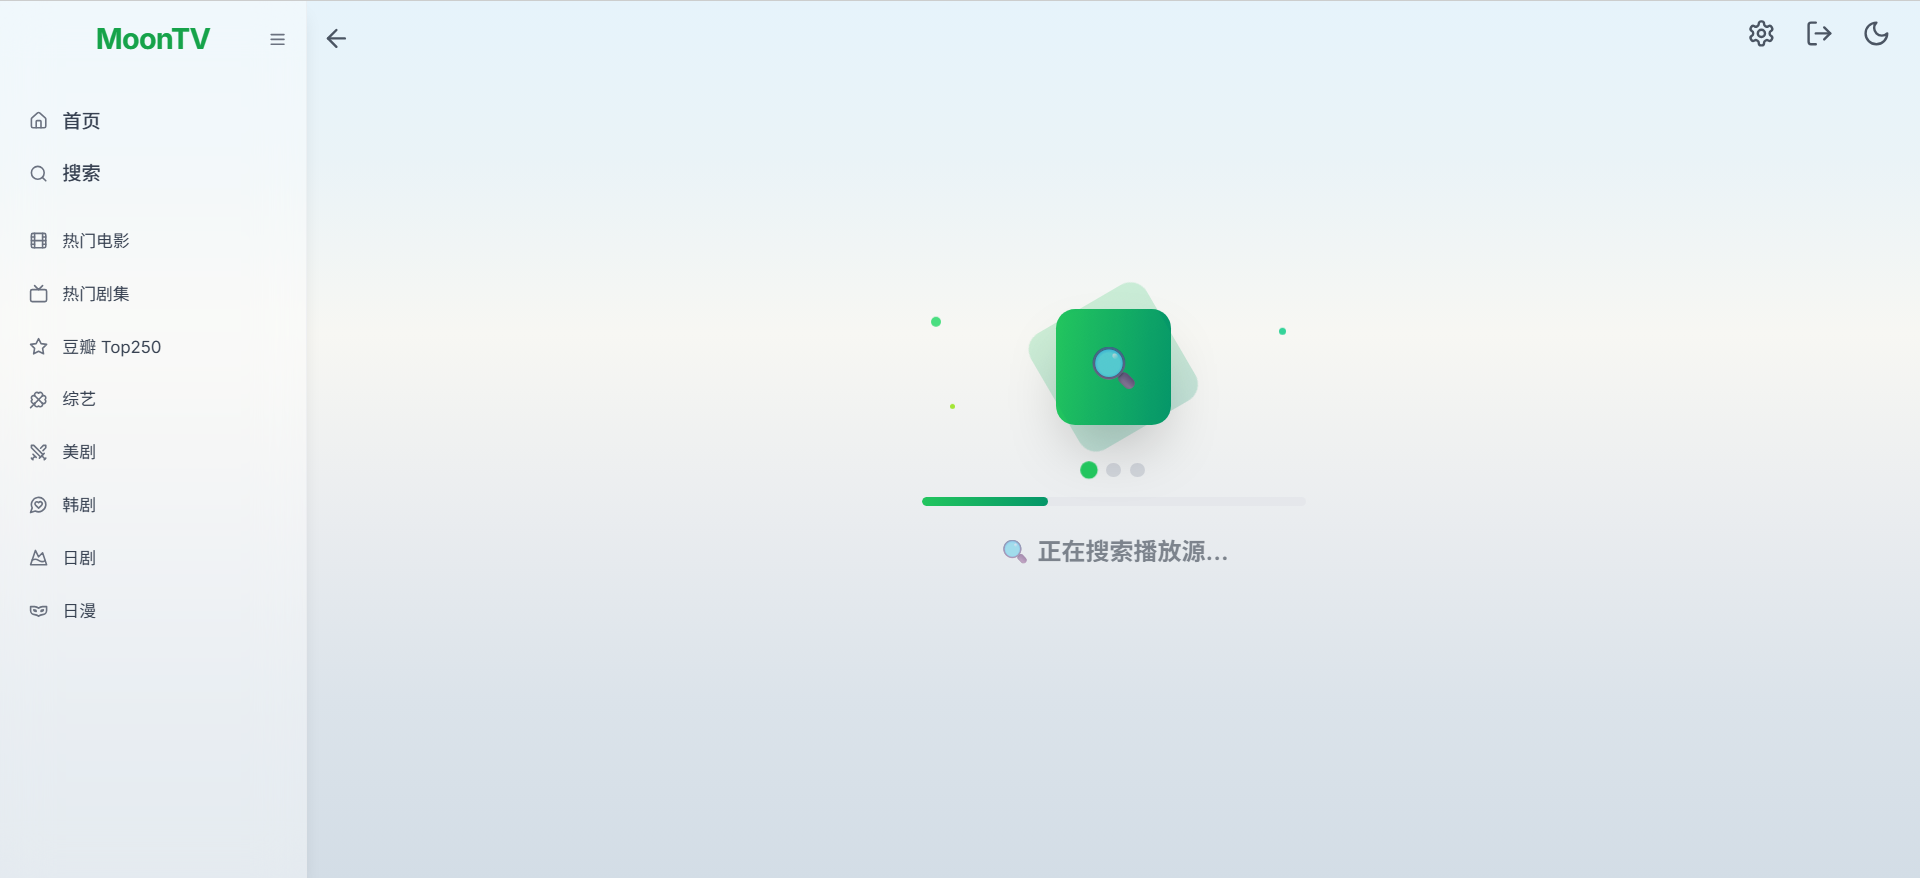 MoonTV
首页
搜索
热门电影
热门剧集
豆瓣 Top250
综艺
美剧
韩剧
日剧
日漫
正在搜索播放源...